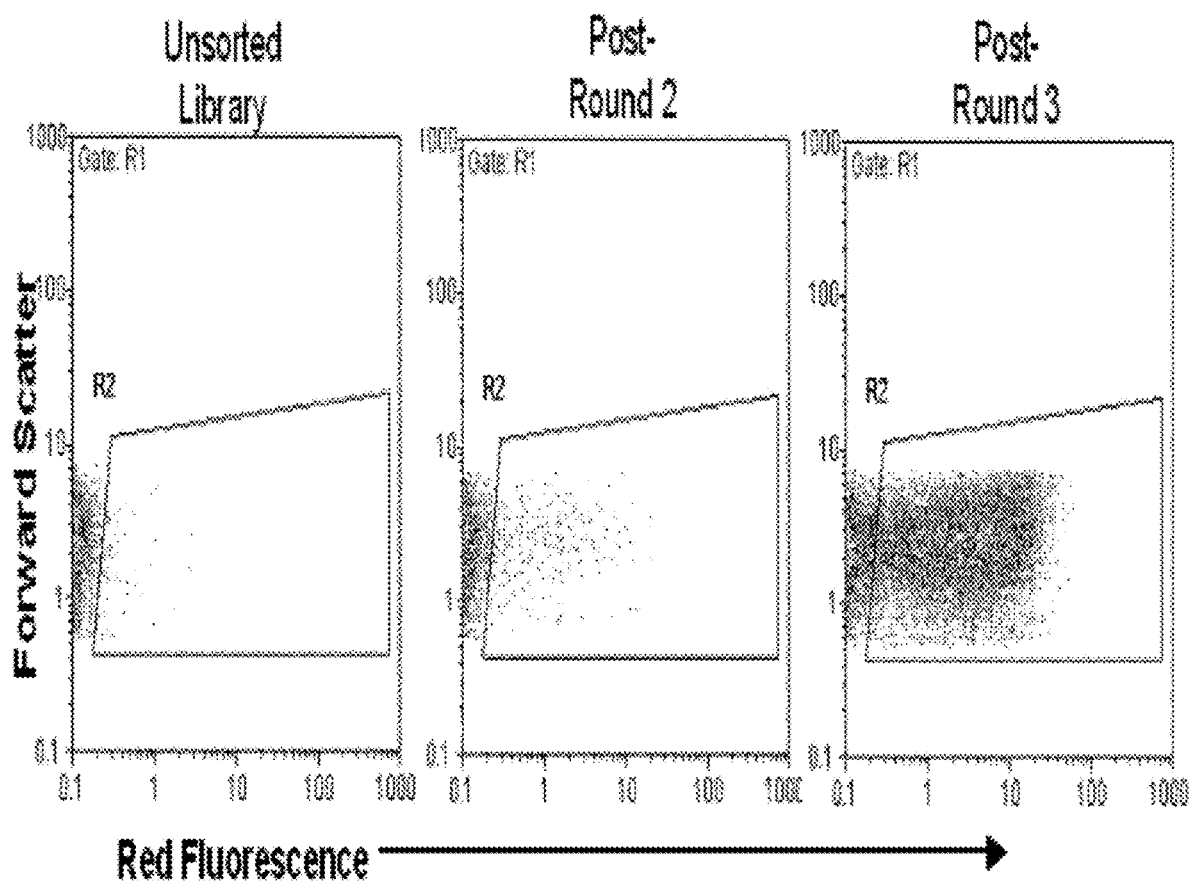 Unsorted
Library
Post-
Round 2
Post-
Round 3
Forward Scatter
1000
Gate: R1
100
R2
10
1
0.1
0.1 1 10 100 1000
1000
Gate: R1
100
R2
10
1
0.1
0.1 1 10 100 1000
1000
Gate: R1
100
R2
10
1
0.1
0.1 1 10 100 1000
Red Fluorescence